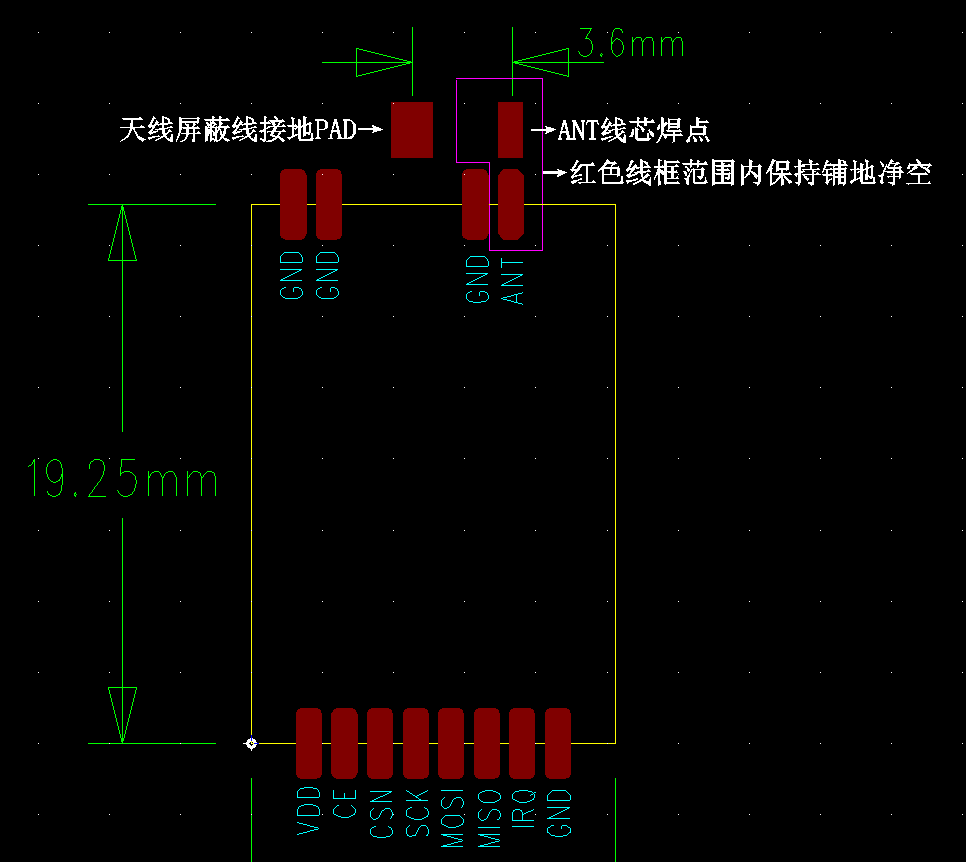 3.6mm
天线屏蔽线接地PAD
ANT线芯焊点
红色线框范围内保持铺地净空
GND
GND
GND
ANT
19.25mm
VDD
CE
CSN
SCK
MOSI
MISO
IRQ
GND